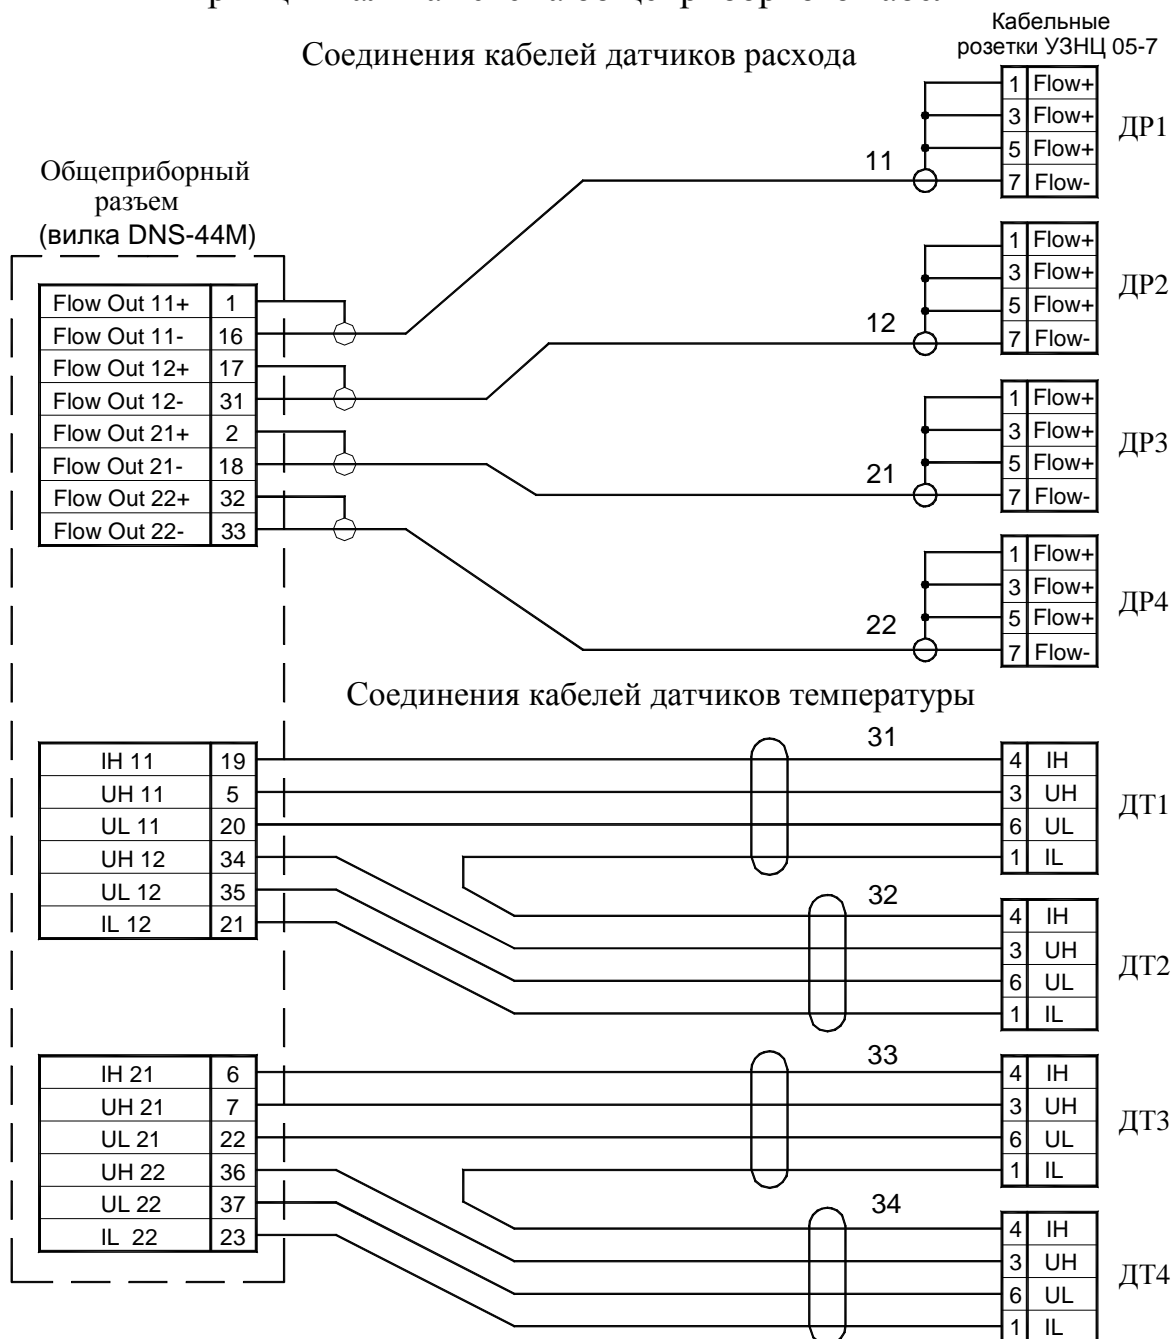 Кабельные
розетки УЗНЦ 05-7
Соединения кабелей датчиков расхода
1 Flow+
3 Flow+
5 Flow+
7 Flow-
ДР1
11
Общеприборный
разъем
(вилка DNS-44M)
1 Flow+
3 Flow+
5 Flow+
7 Flow-
ДР2
12
Flow Out 11+ 1
Flow Out 11- 16
Flow Out 12+ 17
Flow Out 12- 31
Flow Out 21+ 2
Flow Out 21- 18
Flow Out 22+ 32
Flow Out 22- 33
1 Flow+
3 Flow+
5 Flow+
7 Flow-
ДР3
21
1 Flow+
3 Flow+
5 Flow+
7 Flow-
ДР4
22
Соединения кабелей датчиков температуры
31
IH 11 19
UH 11 5
UL 11 20
UH 12 34
UL 12 35
IL 12 21
4 IH
3 UH
6 UL
1 IL
ДТ1
32
4 IH
3 UH
6 UL
1 IL
ДТ2
33
IH 21 6
UH 21 7
UL 21 22
UH 22 36
UL 22 37
IL 22 23
4 IH
3 UH
6 UL
1 IL
ДТ3
34
4 IH
3 UH
6 UL
1 IL
ДТ4